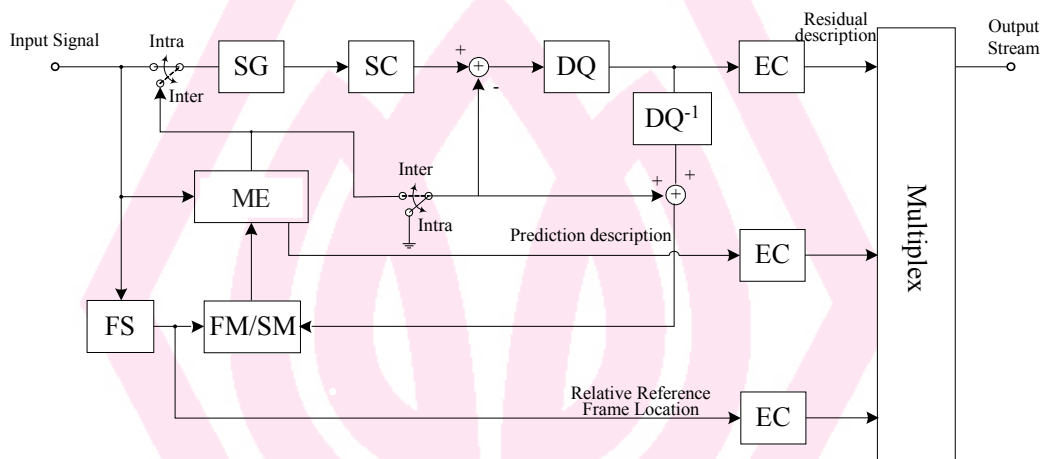 Residual
description
Output
Stream
Input Signal
Intra
Inter
SG
SC
+
+
-
DQ
EC
DQ-1
ME
Inter
Intra
+
+
+
Prediction description
EC
Multiplex
FS
FM/SM
Relative Reference
Frame Location
EC